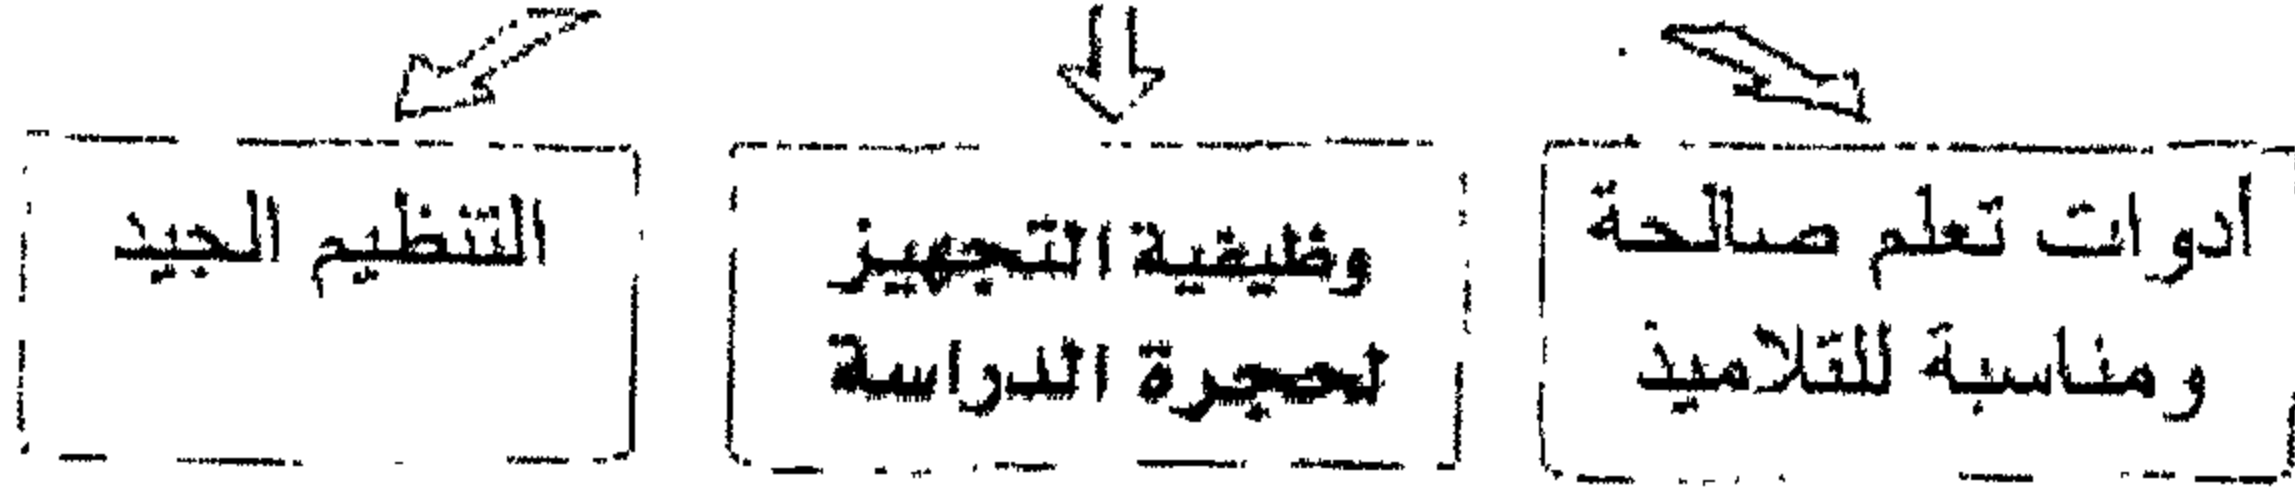 أدوات تعلم صالحة
ومناسبة للتلاميذ
وظيفية التجهيز
لحجرة الدراسة
التنظيم الجيد